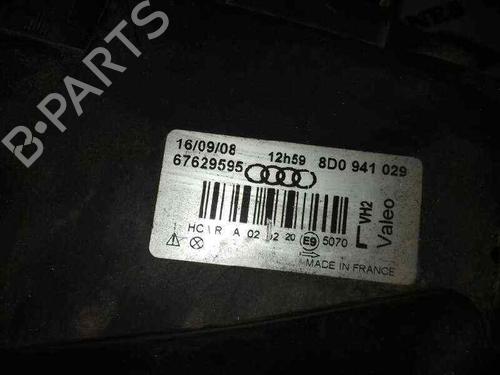 16/09/08 12h59 8D0 941 029
67629595
HC\R A 02 20 E9 5070
MADE IN FRANCE
VH2
Valeo
B-PARTS